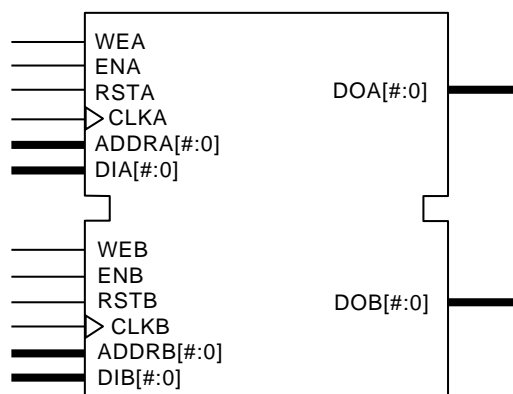 WEA
ENA
RSTA
CLKA
ADDRA[#:0]
DIA[#:0]
DOA[#:0]
WEB
ENB
RSTB
CLKB
ADDRB[#:0]
DIB[#:0]
DOB[#:0]